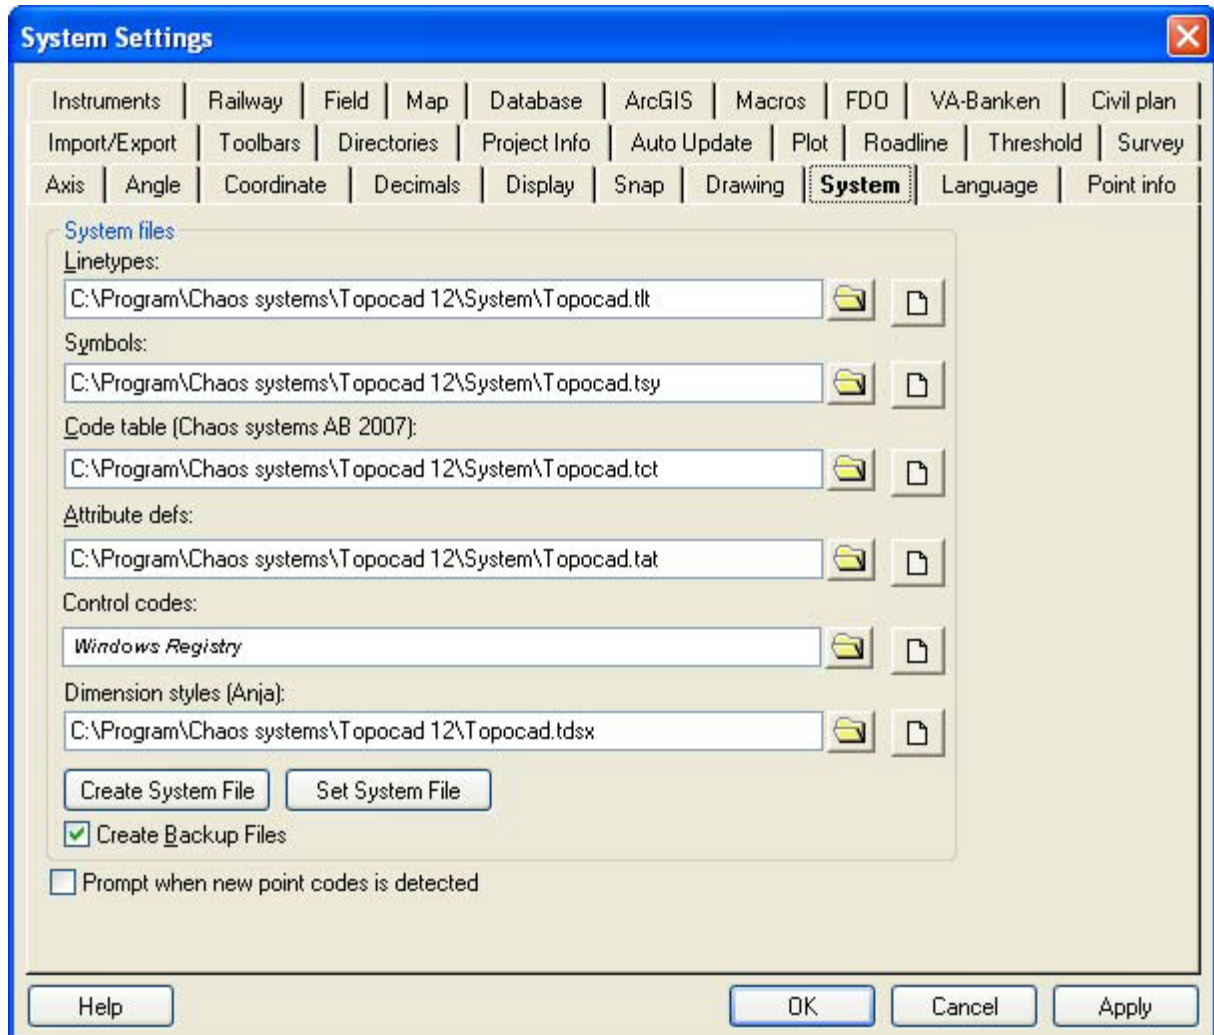 System Settings
Instruments Railway Field Map Database ArcGIS Macros FDO VA-Banken Civil plan
Import/Export Toolbars Directories Project Info Auto Update Plot Roadline Threshold Survey
Axis Angle Coordinate Decimals Display Snap Drawing System Language Point info
System files
Linetypes:
C:\Program\Chaos systems\Topocad 12\System\Topocad.tlt
Symbols:
C:\Program\Chaos systems\Topocad 12\System\Topocad.tsy
Code table (Chaos systems AB 2007):
C:\Program\Chaos systems\Topocad 12\System\Topocad.tct
Attribute defs:
C:\Program\Chaos systems\Topocad 12\System\Topocad.tat
Control codes:
Windows Registry
Dimension styles (Anja):
C:\Program\Chaos systems\Topocad 12\Topocad.tdsx
Create System File Set System File
Create Backup Files
Prompt when new point codes is detected
Help OK Cancel Apply